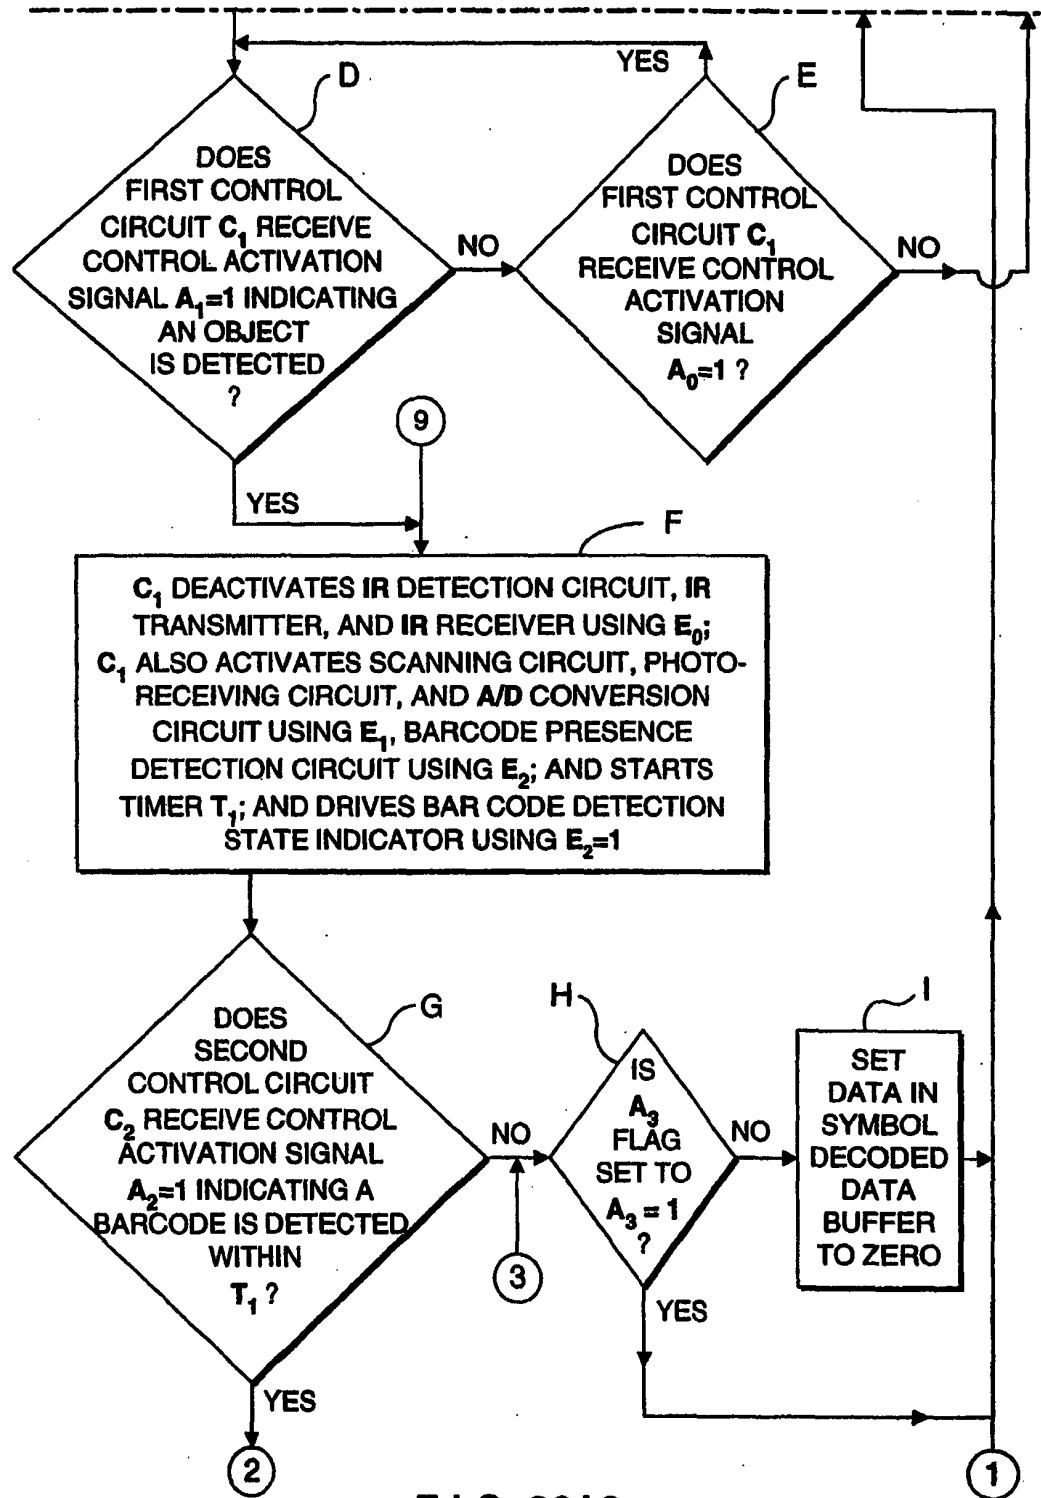 YES
D
E
DOES
FIRST CONTROL
CIRCUIT C1 RECEIVE
CONTROL ACTIVATION
SIGNAL A1=1 INDICATING
AN OBJECT
IS DETECTED
?
NO
DOES
FIRST CONTROL
CIRCUIT C1
RECEIVE CONTROL
ACTIVATION
SIGNAL
A0=1 ?
NO
9
YES
F
C1 DEACTIVATES IR DETECTION CIRCUIT, IR
TRANSMITTER, AND IR RECEIVER USING E0;
C1 ALSO ACTIVATES SCANNING CIRCUIT, PHOTO-
RECEIVING CIRCUIT, AND A/D CONVERSION
CIRCUIT USING E1, BARCODE PRESENCE
DETECTION CIRCUIT USING E2; AND STARTS
TIMER T1; AND DRIVES BAR CODE DETECTION
STATE INDICATOR USING E2=1
G
DOES
SECOND
CONTROL CIRCUIT
C2 RECEIVE CONTROL
ACTIVATION SIGNAL
A2=1 INDICATING A
BARCODE IS DETECTED
WITHIN
T1 ?
NO
3
H
IS
A3
FLAG
SET TO
A3 = 1
?
NO
I
SET
DATA IN
SYMBOL
DECODED
DATA
BUFFER
TO ZERO
YES
YES
2
1